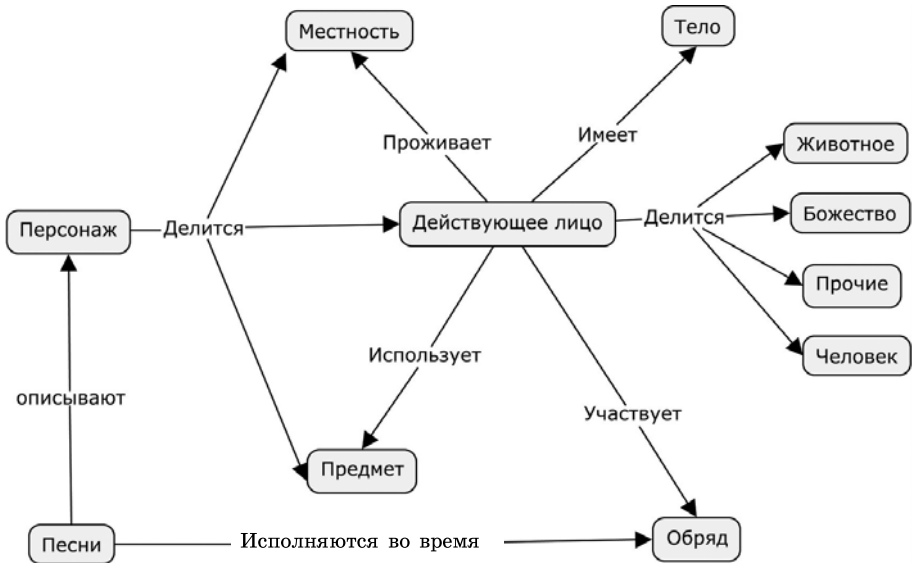 Местность
Тело
Проживает
Имеет
Животное
Персонаж
Делится
Действующее лицо
Делится
Божество
Прочие
Человек
Использует
описывают
Участвует
Предмет
Песни
Исполняются во время
Обряд